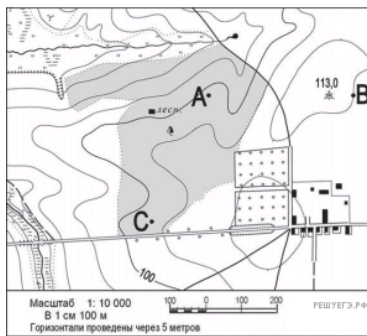 113,0
А
В
лесн.
С
100
Масштаб 1: 10 000
В 1 см 100 м
Горизонтали проведены через 5 метров
100 0 100 200
РЕШУЕГЭ.РФ